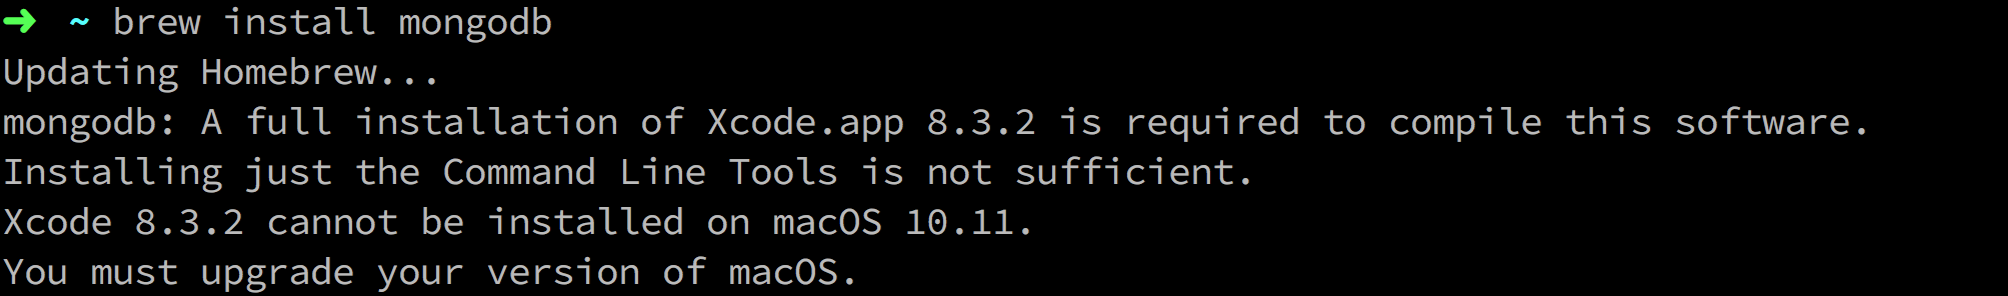 ➜ ~ brew install mongodb
Updating Homebrew...
mongodb: A full installation of Xcode.app 8.3.2 is required to compile this software.
Installing just the Command Line Tools is not sufficient.
Xcode 8.3.2 cannot be installed on macOS 10.11.
You must upgrade your version of macOS.